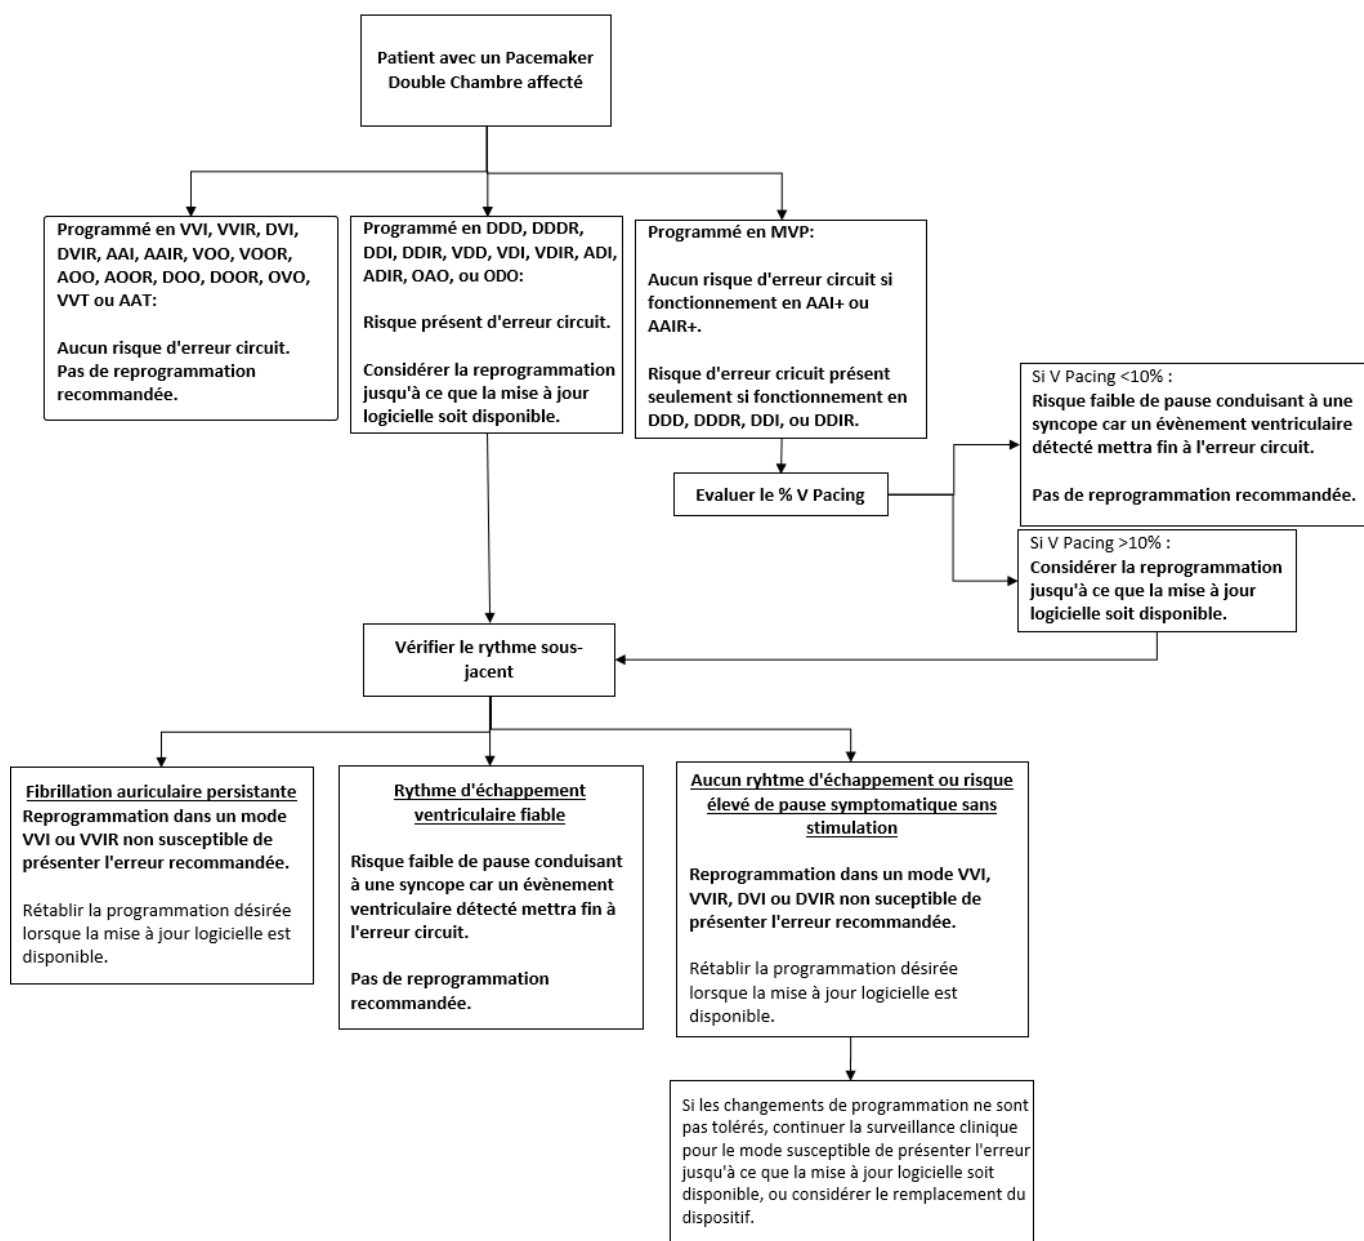 Patient avec un Pacemaker
Double Chambre affecté
Programmé en VVI, VVIR, DVI,
DVIR, AAI, AAIR, VOO, VOOR,
AOO, AOOR, DOO, DOOR, OVO,
VVT ou AAT:
Aucun risque d'erreur circuit.
Pas de reprogrammation
recommandée.
Programmé en DDD, DDDR,
DDI, DDIR, VDD, VDI, VDIR, ADI,
ADIR, OAO, ou ODO:
Risque présent d'erreur circuit.
Considérer la reprogrammation
jusqu'à ce que la mise à jour
logicielle soit disponible.
Programmé en MVP:
Aucun risque d'erreur circuit si
fonctionnement en AAI+ ou
AAIR+.
Risque d'erreur cricuit présent
seulement si fonctionnement en
DDD, DDDR, DDI, ou DDIR.
Evaluer le % V Pacing
Si V Pacing <10% :
Risque faible de pause conduisant à une
syncope car un évènement ventriculaire
détecté mettra fin à l'erreur circuit.
Pas de reprogrammation recommandée.
Si V Pacing >10% :
Considérer la reprogrammation
jusqu'à ce que la mise à jour
logicielle soit disponible.
Vérifier le rythme sous-
jacent
Fibrillation auriculaire persistante
Reprogrammation dans un mode
VVI ou VVIR non susceptible de
présenter l'erreur recommandée.
Rétablir la programmation désirée
lorsque la mise à jour logicielle est
disponible.
Rythme d'échappement
ventriculaire fiable
Risque faible de pause conduisant
à une syncope car un évènement
ventriculaire détecté mettra fin à
l'erreur circuit.
Pas de reprogrammation
recommandée.
Aucun ryhtme d'échappement ou risque
élevé de pause symptomatique sans
stimulation
Reprogrammation dans un mode VVI,
VVIR, DVI ou DVIR non suceptible de
présenter l'erreur recommandée.
Rétablir la programmation désirée
lorsque la mise à jour logicielle est
disponible.
Si les changements de programmation ne sont
pas tolérés, continuer la surveillance clinique
pour le mode susceptible de présenter l'erreur
jusqu'à ce que la mise à jour logicielle soit
disponible, ou considérer le remplacement du
dispositif.